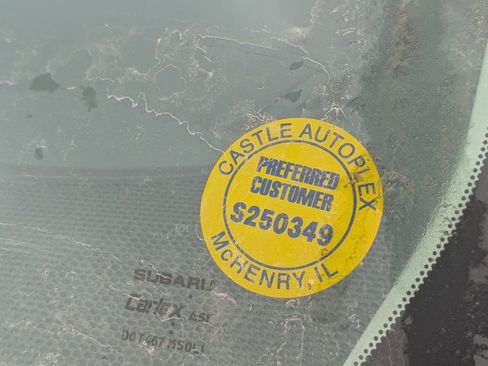 CASTLE AUTOPLEX
PREFERRED
CUSTOMER
S250349
McHENRY, IL
SUBARU
Carlex